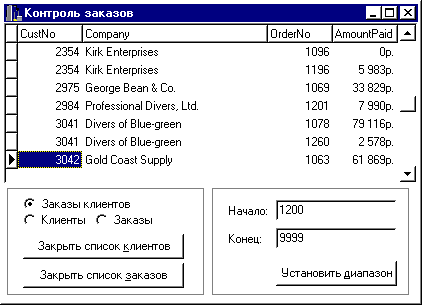 Контроль заказов
CustNo Company OrderNo AmountPaid
2354 Kirk Enterprises 1096 0р.
2354 Kirk Enterprises 1196 5 983р.
2975 George Bean & Co. 1069 33 829р.
2984 Professional Divers, Ltd. 1201 7 990р.
3041 Divers of Blue-green 1078 79 116р.
3041 Divers of Blue-green 1260 2 578р.
3042 Gold Coast Supply 1063 61 869р.
Заказы клиентов
Клиенты Заказы
Закрыть список клиентов
Закрыть список заказов
Начало: 1200
Конец: 9999
Установить диапазон